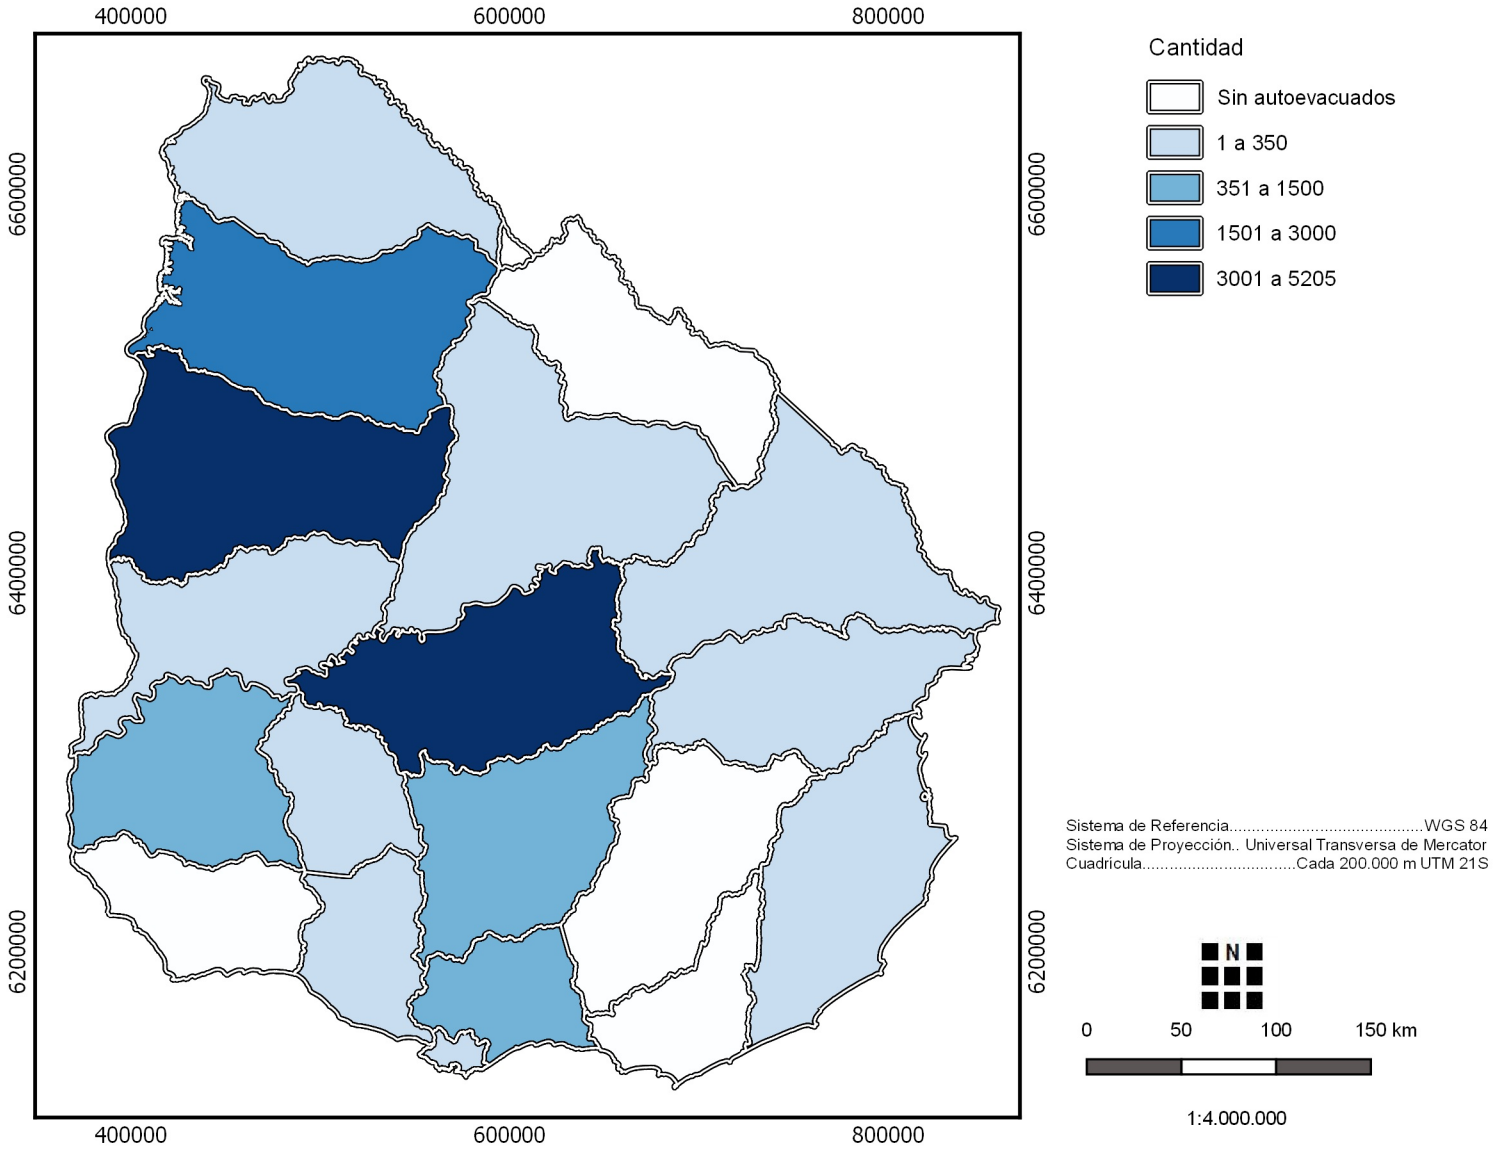 400000 600000 800000
Cantidad
Sin autoevacuados
1 a 350
351 a 1500
1501 a 3000
3001 a 5205
6600000 6600000
6400000 6400000
6200000 6200000
Sistema de Referencia..........................................WGS 84
Sistema de Proyección.. Universal Transversa de Mercator
Cuadrícula..................................Cada 200.000 m UTM 21S
N
0 50 100 150 km
1:4.000.000
400000 600000 800000